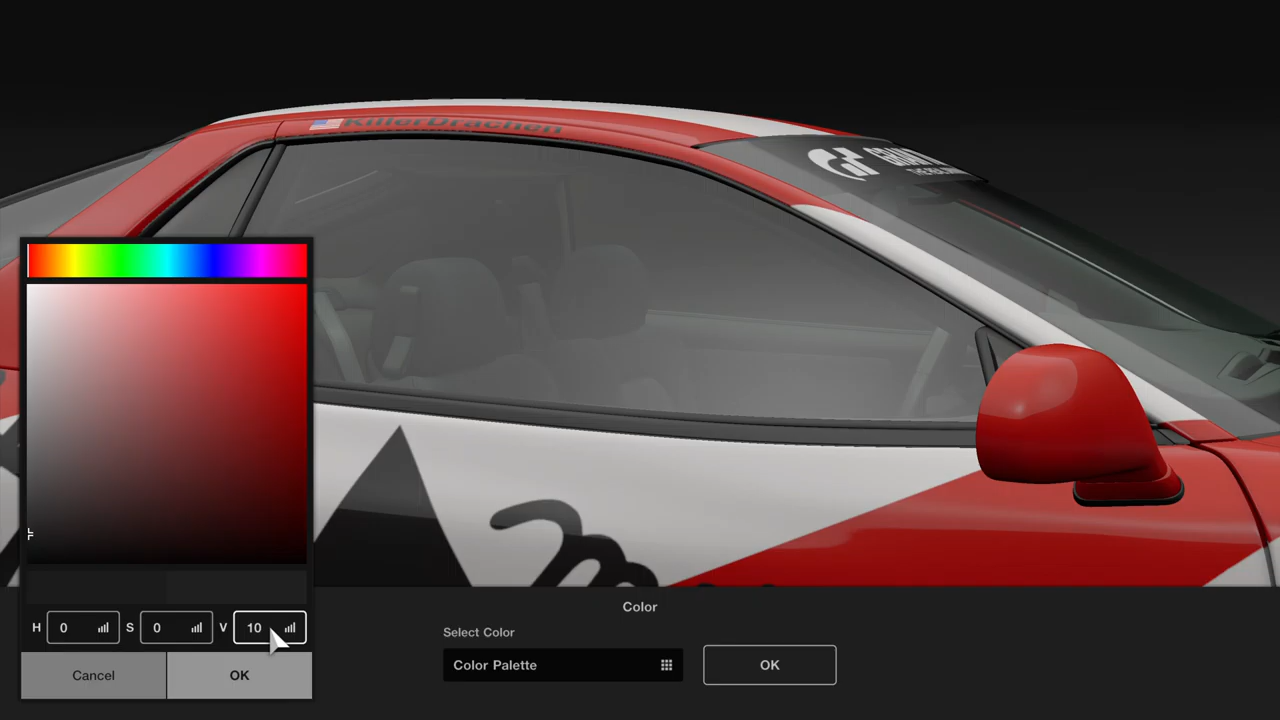 KillerDrachen
H 0 S 0 V 10
Cancel
OK
Color
Select Color
Color Palette
OK